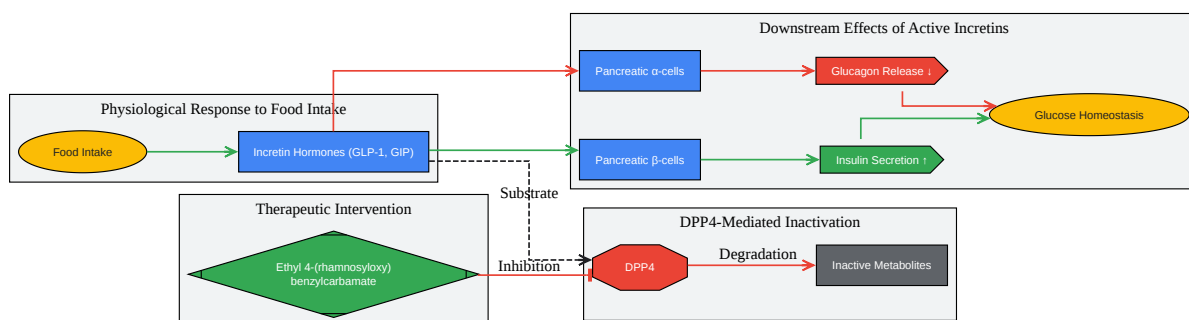 Downstream Effects of Active Incretins
Pancreatic α-cells
Glucagon Release ↓
Physiological Response to Food Intake
Glucose Homeostasis
Food Intake
Incretin Hormones (GLP-1, GIP)
Pancreatic β-cells
Insulin Secretion ↑
Substrate
Therapeutic Intervention
DPP4-Mediated Inactivation
Ethyl 4-(rhamnosyloxy)
benzylcarbamate
Inhibition
DPP4
Degradation
Inactive Metabolites